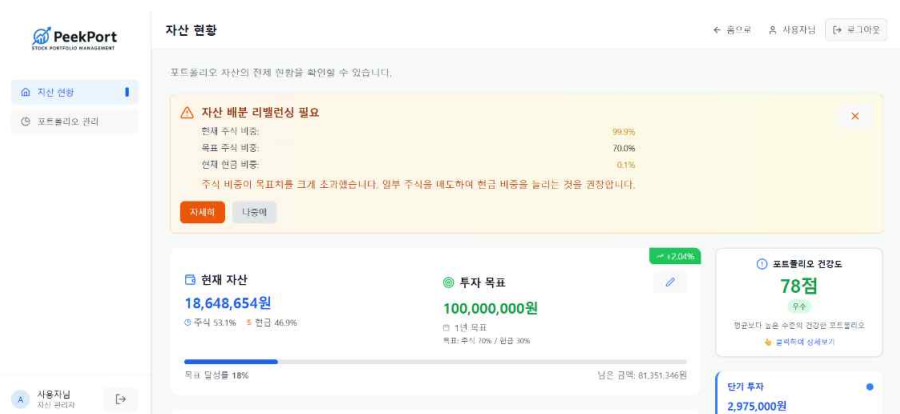 PeekPort
STOCK PORTFOLIO MANAGEMENT
자산 현황
포트폴리오 관리
사용자님
자산 관리자
A
자산 현황
← 홈으로
사용자님
로그아웃
포트폴리오 자산의 전체 현황을 확인할 수 있습니다.
자산 배분 리밸런싱 필요
현재 주식 비중: 99.9%
목표 주식 비중: 70.0%
현재 현금 비중: 0.1%
주식 비중이 목표치를 크게 초과했습니다. 일부 주식을 매도하여 현금 비중을 늘리는 것을 권장합니다.
자세히
나중에
+2.04%
현재 자산
18,648,654원
주식 53.1% $ 현금 46.9%
투자 목표
100,000,000원
1년 목표
목표: 주식 70% / 현금 30%
목표 달성률 18%
남은 금액: 81,351,346원
포트폴리오 건강도
78점
우수
평균보다 높은 수준의 건강한 포트폴리오
클릭하여 상세보기
단기 투자
2,975,000원